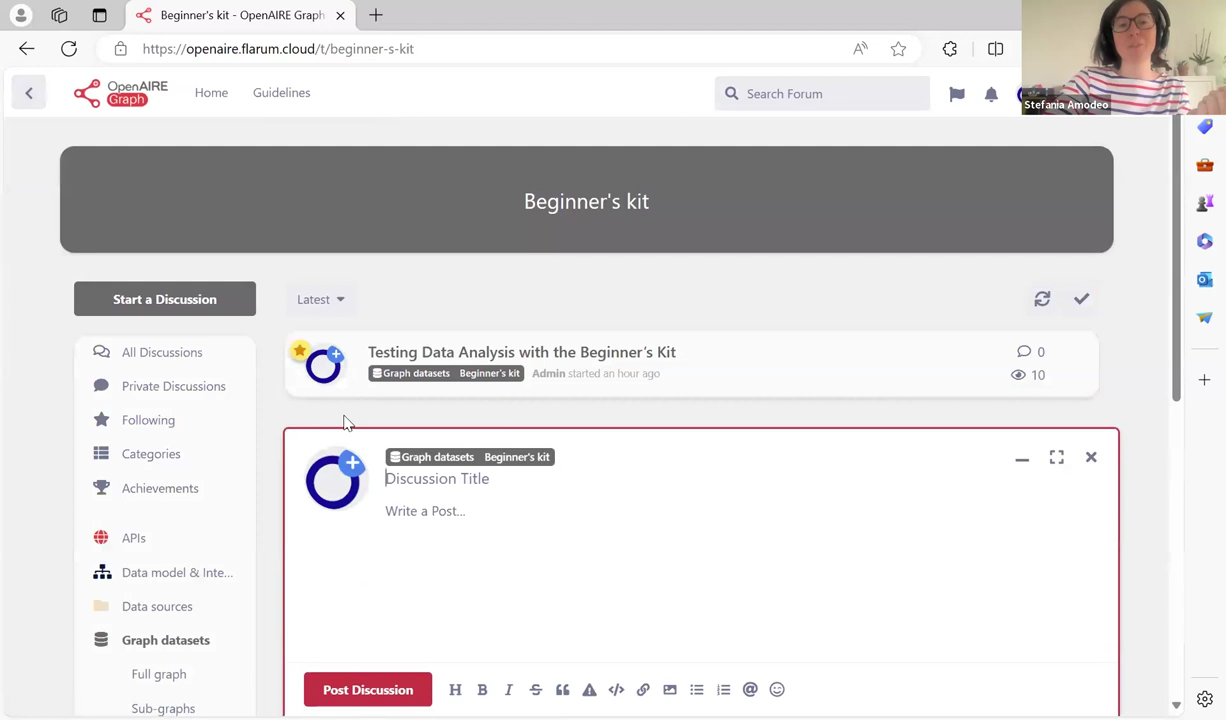 Beginner's kit - OpenAIRE Graph
https://openaire.flarum.cloud/t/beginner-s-kit
OpenAIRE
Graph
Home
Guidelines
Search Forum
Stefania Amodeo
Beginner's kit
Start a Discussion
Latest
All Discussions
Private Discussions
Following
Categories
Achievements
APIs
Data model & Inte...
Data sources
Graph datasets
Full graph
Sub-graphs
Testing Data Analysis with the Beginner's Kit
0
Graph datasets Beginner's kit Admin started an hour ago
10
Graph datasets Beginner's kit
Discussion Title
Write a Post...
Post Discussion